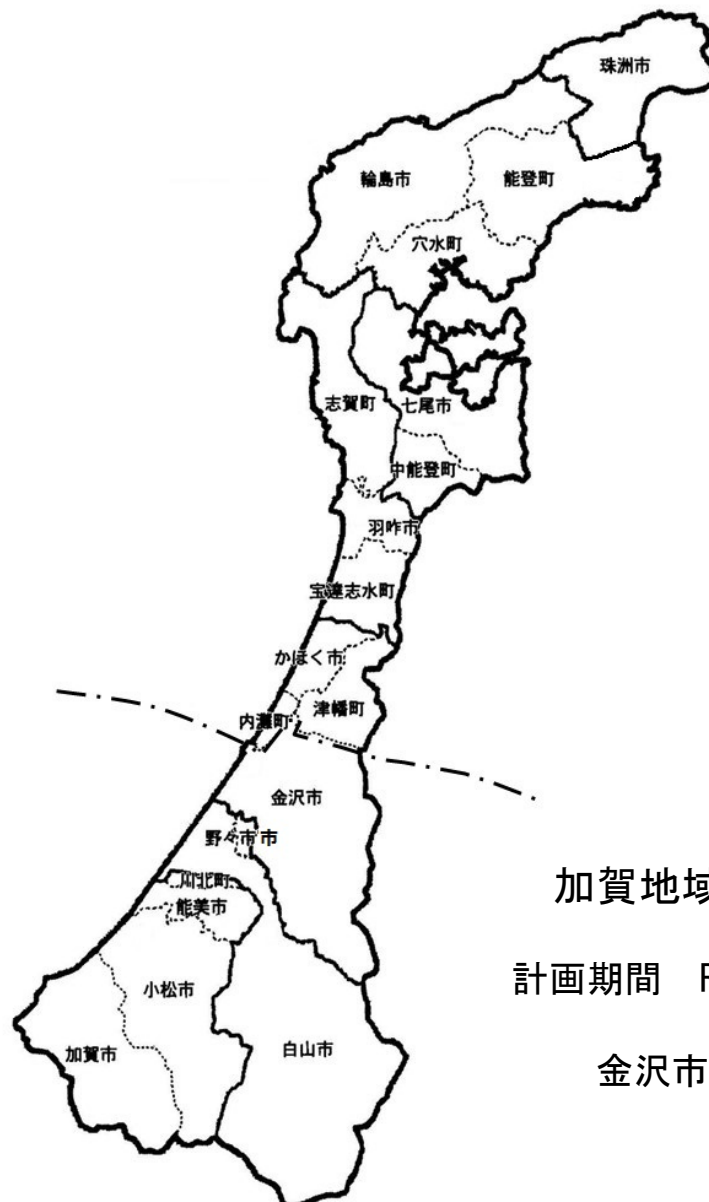 珠洲市
輪島市
能登町
穴水町
志賀町
七尾市
中能登町
羽咋市
宝達志水町
かほく市
津幡町
内灘町
金沢市
野々市市
川北町
能美市
小松市
加賀市
白山市
加賀地域
計画期間
金沢市